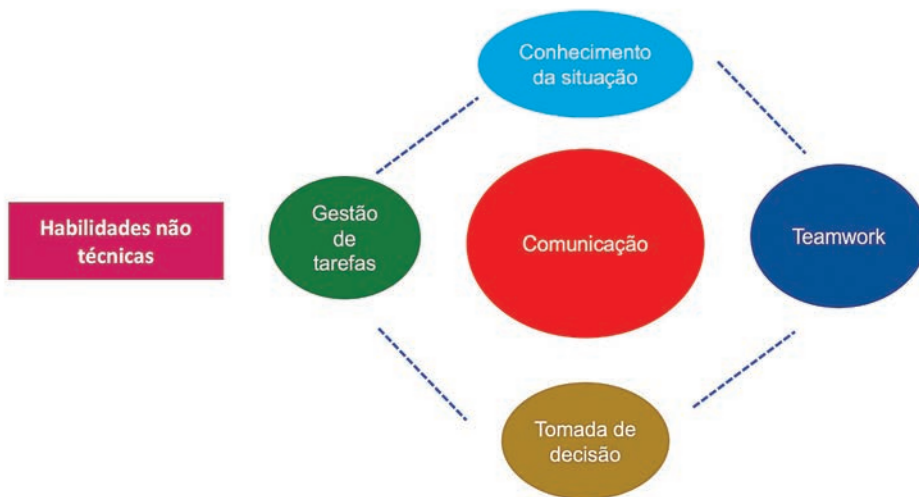 Conhecimento
da situação
Habilidades não
técnicas
Gestão
de
tarefas
Comunicação
Teamwork
Tomada de
decisão